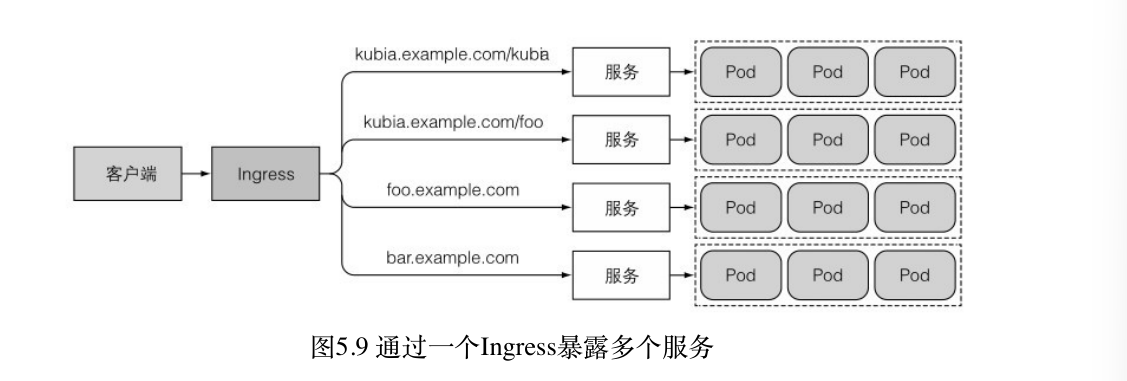 kubia.example.com/kubia
服务
Pod
Pod
Pod
kubia.example.com/foo
服务
Pod
Pod
Pod
客户端
Ingress
foo.example.com
服务
Pod
Pod
Pod
bar.example.com
服务
Pod
Pod
Pod
图5.9 通过一个Ingress暴露多个服务